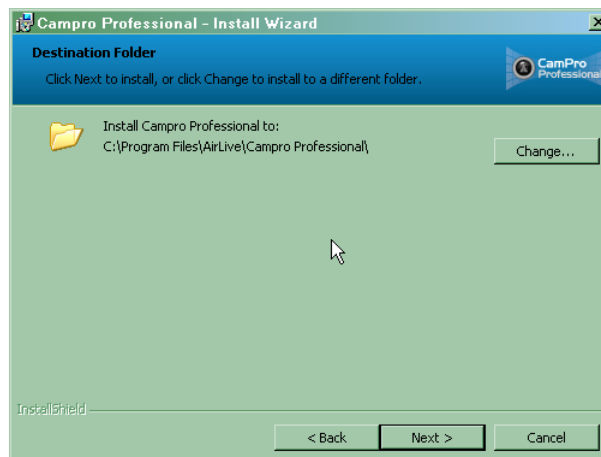 Campro Professional - Install Wizard
Destination Folder
Click Next to install, or click Change to install to a different folder.
CamPro
Professional
Install Campro Professional to:
C:\Program Files\AirLive\Campro Professional\
Change...
InstallShield
< Back
Next >
Cancel